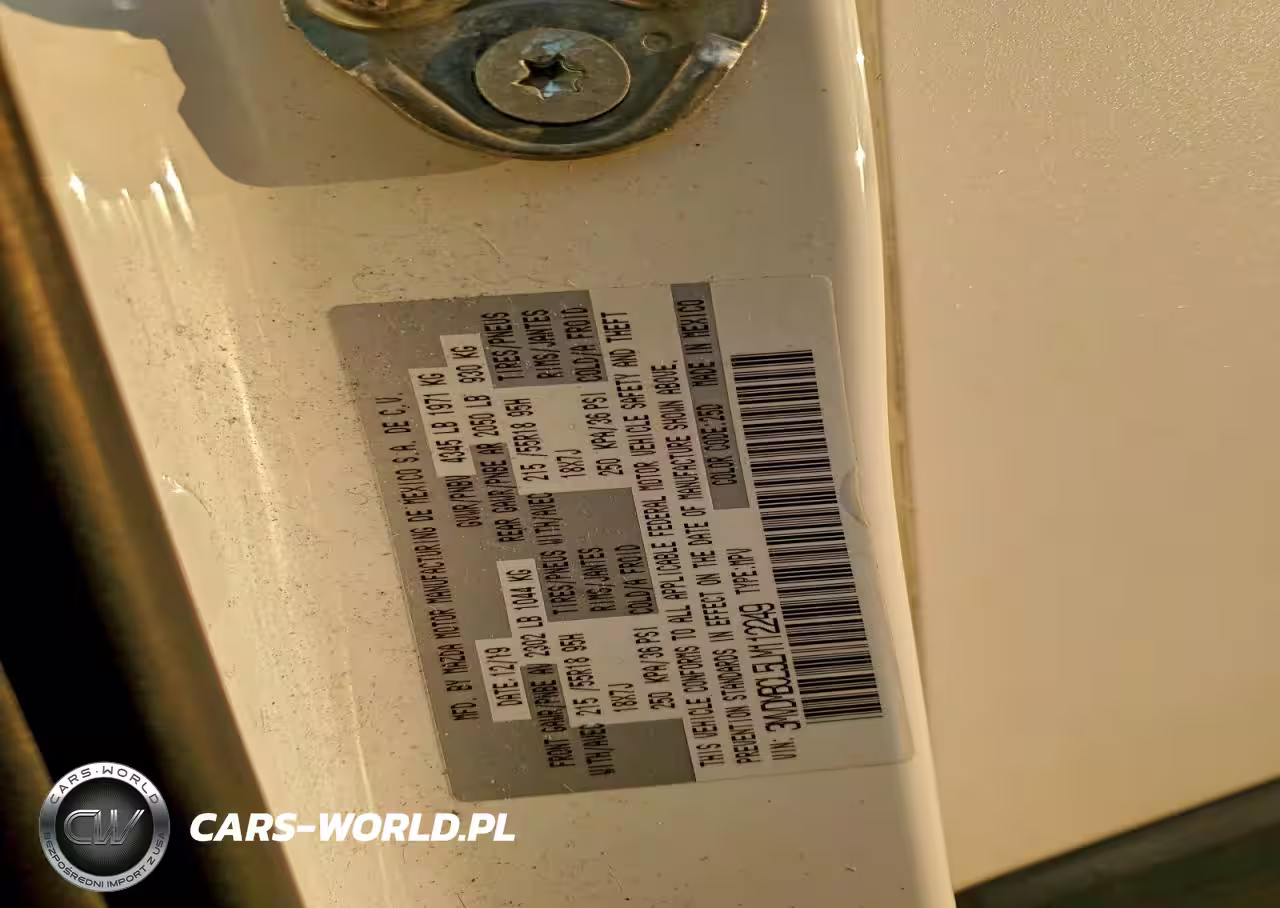 MFD. BY MAZDA MOTOR MANUFACTURING DE MEXICO S.A. DE C.V.
DATE: 12/19 GVWR/PNBV 4345 LB 1971 KG
FRONT GAWR/PNBE AV 2302 LB 1044 KG REAR GAWR/PNBE AR 2050 LB 930 KG
WITH/AVEC 215 /55R18 95H TIRES/PNEUS WITH/AVEC 215 /55R18 95H TIRES/PNEUS
18X7J RIMS/JANTES 18X7J RIMS/JANTES
250 KPA/36 PSI COLD/A FROID 250 KPA/36 PSI COLD/A FROID
THIS VEHICLE CONFORMS TO ALL APPLICABLE FEDERAL MOTOR VEHICLE SAFETY AND THEFT
PREVENTION STANDARDS IN EFFECT ON THE DATE OF MANUFACTURE SHOWN ABOVE.
VIN: TYPE:MPV COLOR CODE:25D MADE IN MEXICO
CARS-WORLD
CW
BEZPOŚREDNI IMPORT Z USA
CARS-WORLD.PL